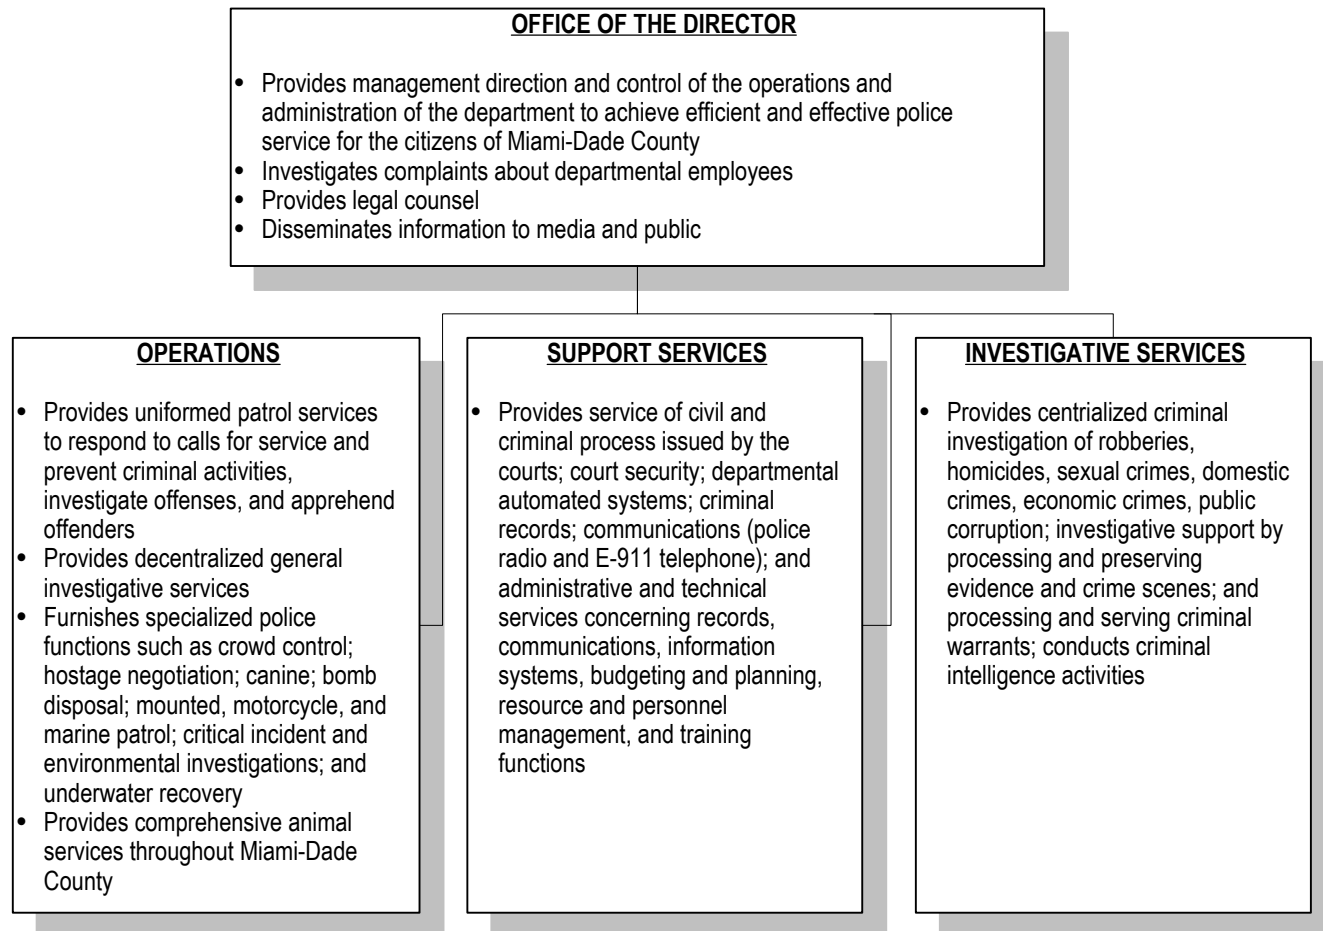 OFFICE OF THE DIRECTOR
• Provides management direction and control of the operations and
administration of the department to achieve efficient and effective police
service for the citizens of Miami-Dade County
• Investigates complaints about departmental employees
• Provides legal counsel
• Disseminates information to media and public
OPERATIONS
• Provides uniformed patrol services
to respond to calls for service and
prevent criminal activities,
investigate offenses, and apprehend
offenders
• Provides decentralized general
investigative services
• Furnishes specialized police
functions such as crowd control;
hostage negotiation; canine; bomb
disposal; mounted, motorcycle, and
marine patrol; critical incident and
environmental investigations; and
underwater recovery
• Provides comprehensive animal
services throughout Miami-Dade
County
SUPPORT SERVICES
• Provides service of civil and
criminal process issued by the
courts; court security; departmental
automated systems; criminal
records; communications (police
radio and E-911 telephone); and
administrative and technical
services concerning records,
communications, information
systems, budgeting and planning,
resource and personnel
management, and training
functions
INVESTIGATIVE SERVICES
• Provides centrialized criminal
investigation of robberies,
homicides, sexual crimes, domestic
crimes, economic crimes, public
corruption; investigative support by
processing and preserving
evidence and crime scenes; and
processing and serving criminal
warrants; conducts criminal
intelligence activities